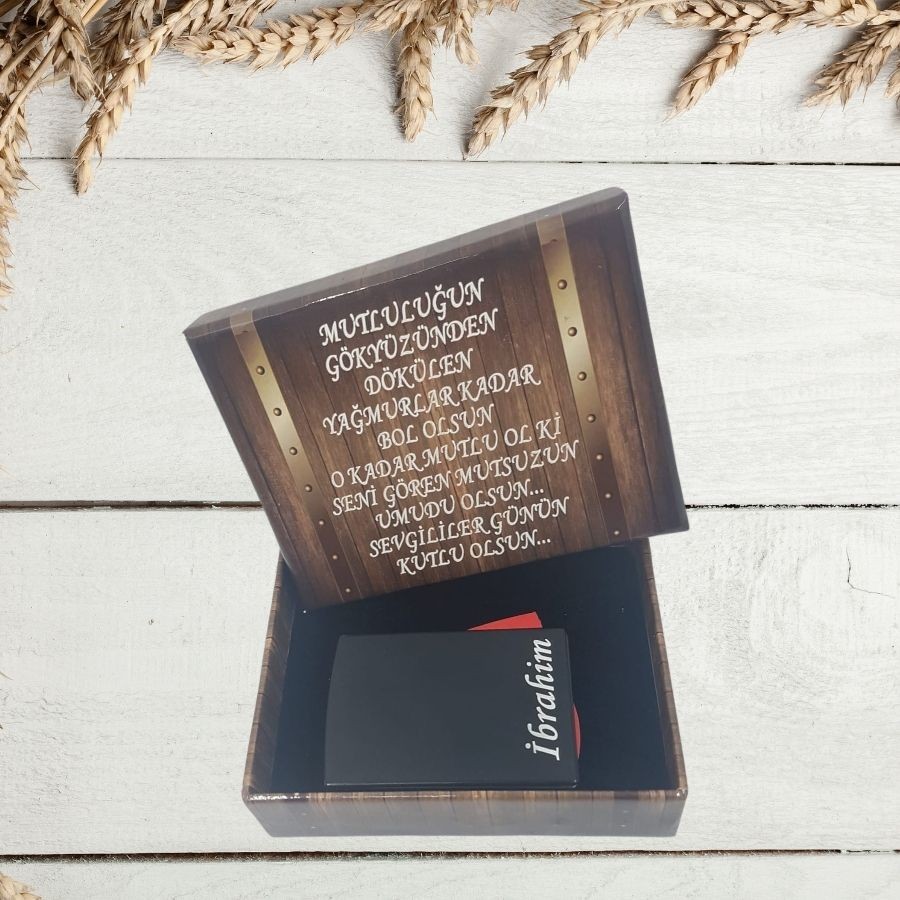 MUTLULUĞUN
GÖKYÜZÜNDEN
DÖKÜLEN
YAĞMURLAR KADAR
BOL OLSUN
O KADAR MUTLU OL Kİ
SENİ GÖREN MUTSUZUN
UMUDU OLSUN...
SEVGİLİLER GÜNÜN
KUTLU OLSUN...
İbrahim